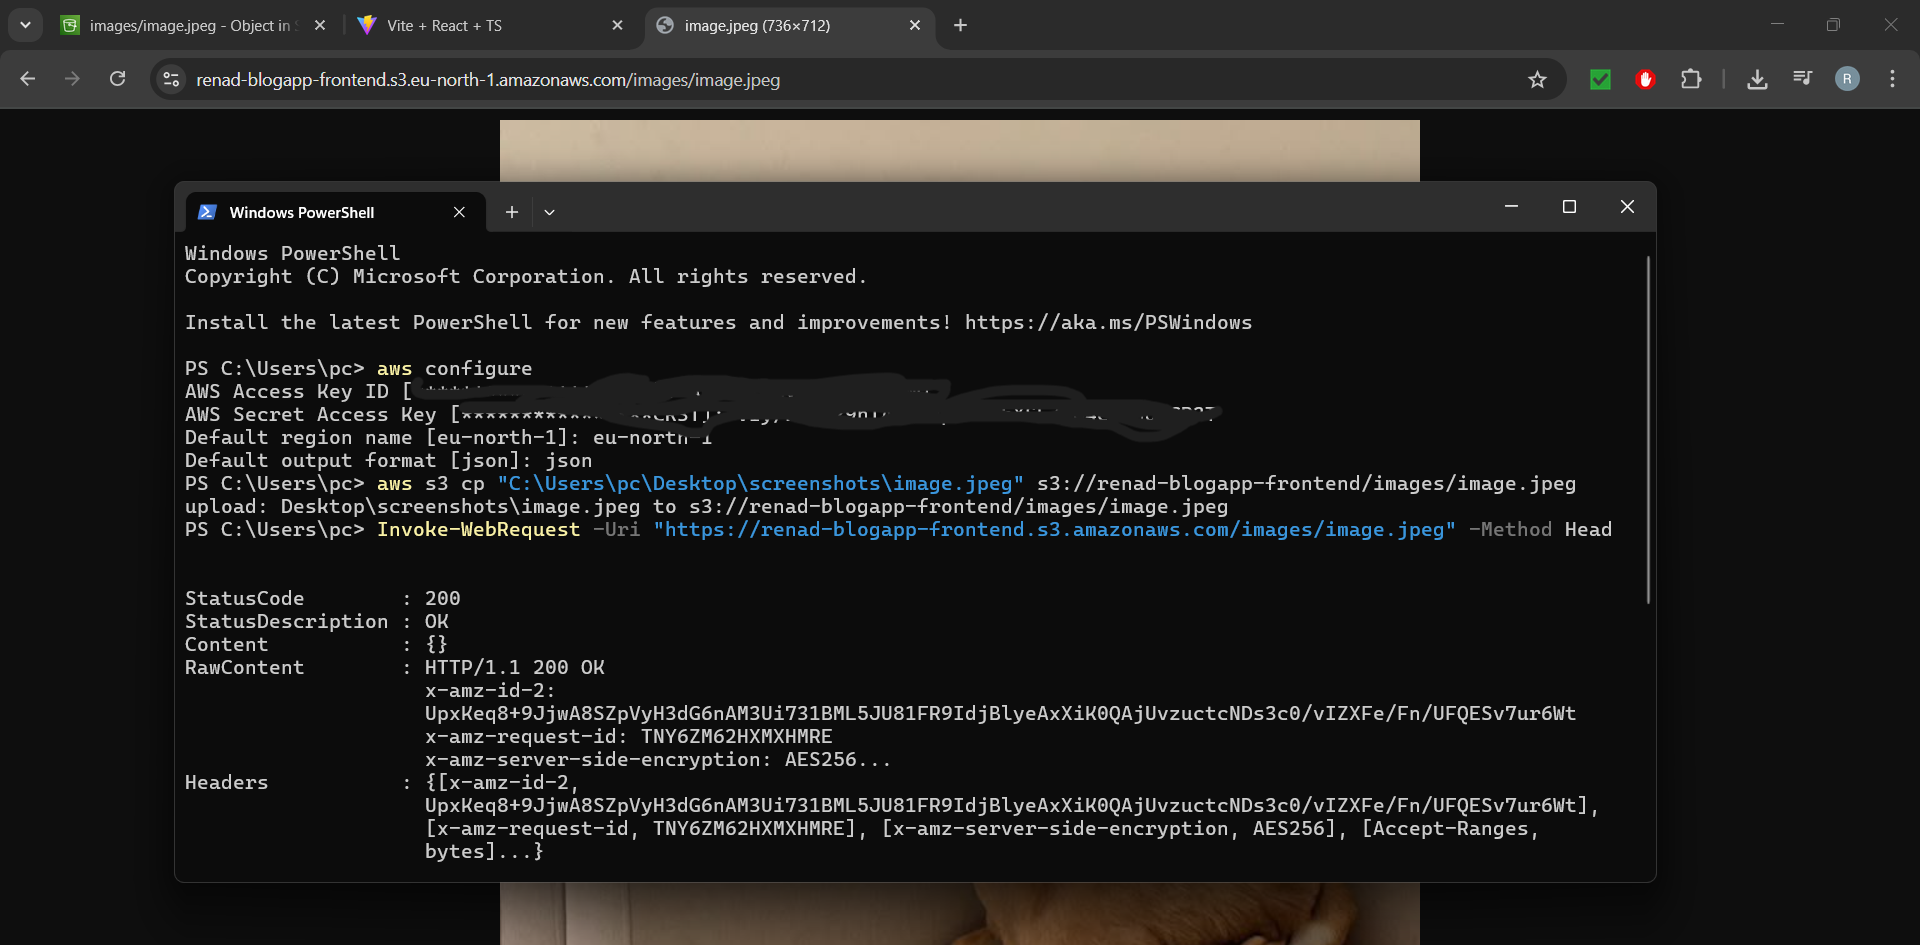 images/image.jpeg - Object in
Vite + React + TS
image.jpeg (736×712)
renad-blogapp-frontend.s3.eu-north-1.amazonaws.com/images/image.jpeg
R
Windows PowerShell
Windows PowerShell
Copyright (C) Microsoft Corporation. All rights reserved.
Install the latest PowerShell for new features and improvements! https://aka.ms/PSWindows
PS C:\Users\pc> aws configure
AWS Access Key ID [
AWS Secret Access Key [
Default region name [eu-north-1]: eu-north-1
Default output format [json]: json
PS C:\Users\pc> aws s3 cp "C:\Users\pc\Desktop\screenshots\image.jpeg" s3://renad-blogapp-frontend/images/image.jpeg
upload: Desktop\screenshots\image.jpeg to s3://renad-blogapp-frontend/images/image.jpeg
PS C:\Users\pc> Invoke-WebRequest -Uri "https://renad-blogapp-frontend.s3.amazonaws.com/images/image.jpeg" -Method Head
StatusCode : 200
StatusDescription : OK
Content : {}
RawContent : HTTP/1.1 200 OK
x-amz-id-2:
UpxKeq8+9JjwA8SZpVyH3dG6nAM3Ui731BML5JU81FR9IdjBlyeAxXiK0QAjUvzuctcNDs3c0/vIZXFe/Fn/UFQESv7ur6Wt
x-amz-request-id: TNY6ZM62HXMXHMRE
x-amz-server-side-encryption: AES256...
Headers : {[x-amz-id-2,
UpxKeq8+9JjwA8SZpVyH3dG6nAM3Ui731BML5JU81FR9IdjBlyeAxXiK0QAjUvzuctcNDs3c0/vIZXFe/Fn/UFQESv7ur6Wt],
[x-amz-request-id, TNY6ZM62HXMXHMRE], [x-amz-server-side-encryption, AES256], [Accept-Ranges,
bytes]...}